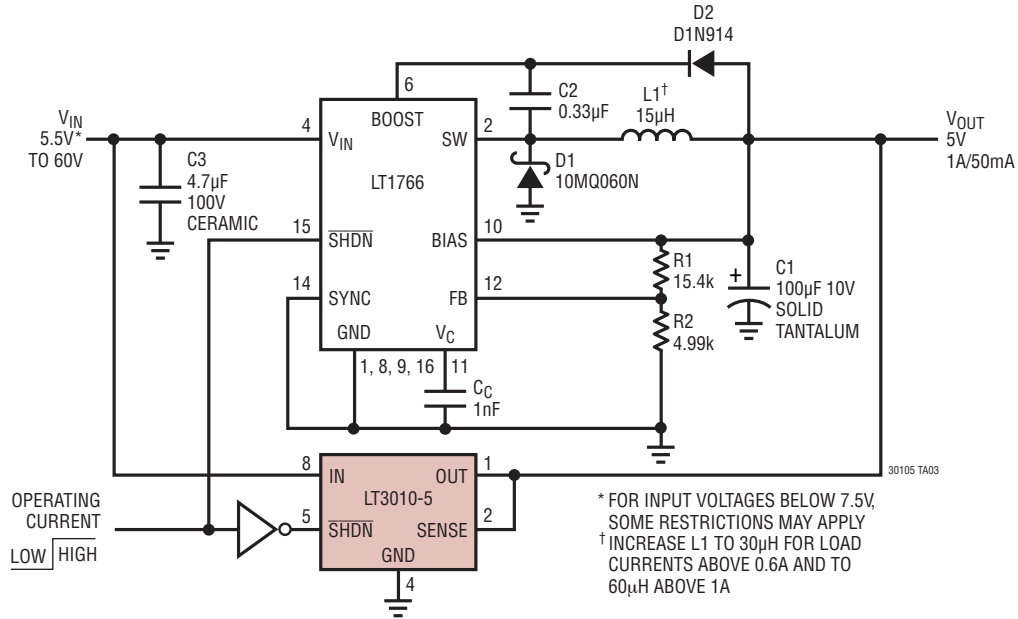 D2
D1N914
6
C2
0.33µF
L1†
15µH
VIN
5.5V*
TO 60V
4
BOOST
VIN
SW
2
VOUT
5V
1A/50mA
C3
4.7µF
100V
CERAMIC
LT1766
D1
10MQ060N
15
SHDN
BIAS
10
R1
15.4k
+
C1
100µF 10V
SOLID
TANTALUM
14
SYNC
FB
12
R2
4.99k
GND
VC
1, 8, 9, 16
11
CC
1nF
8
IN
OUT
1
30105 TA03
LT3010-5
OPERATING
CURRENT
LOW HIGH
5
SHDN
SENSE
2
GND
4
* FOR INPUT VOLTAGES BELOW 7.5V,
SOME RESTRICTIONS MAY APPLY
† INCREASE L1 TO 30µH FOR LOAD
CURRENTS ABOVE 0.6A AND TO
60µH ABOVE 1A